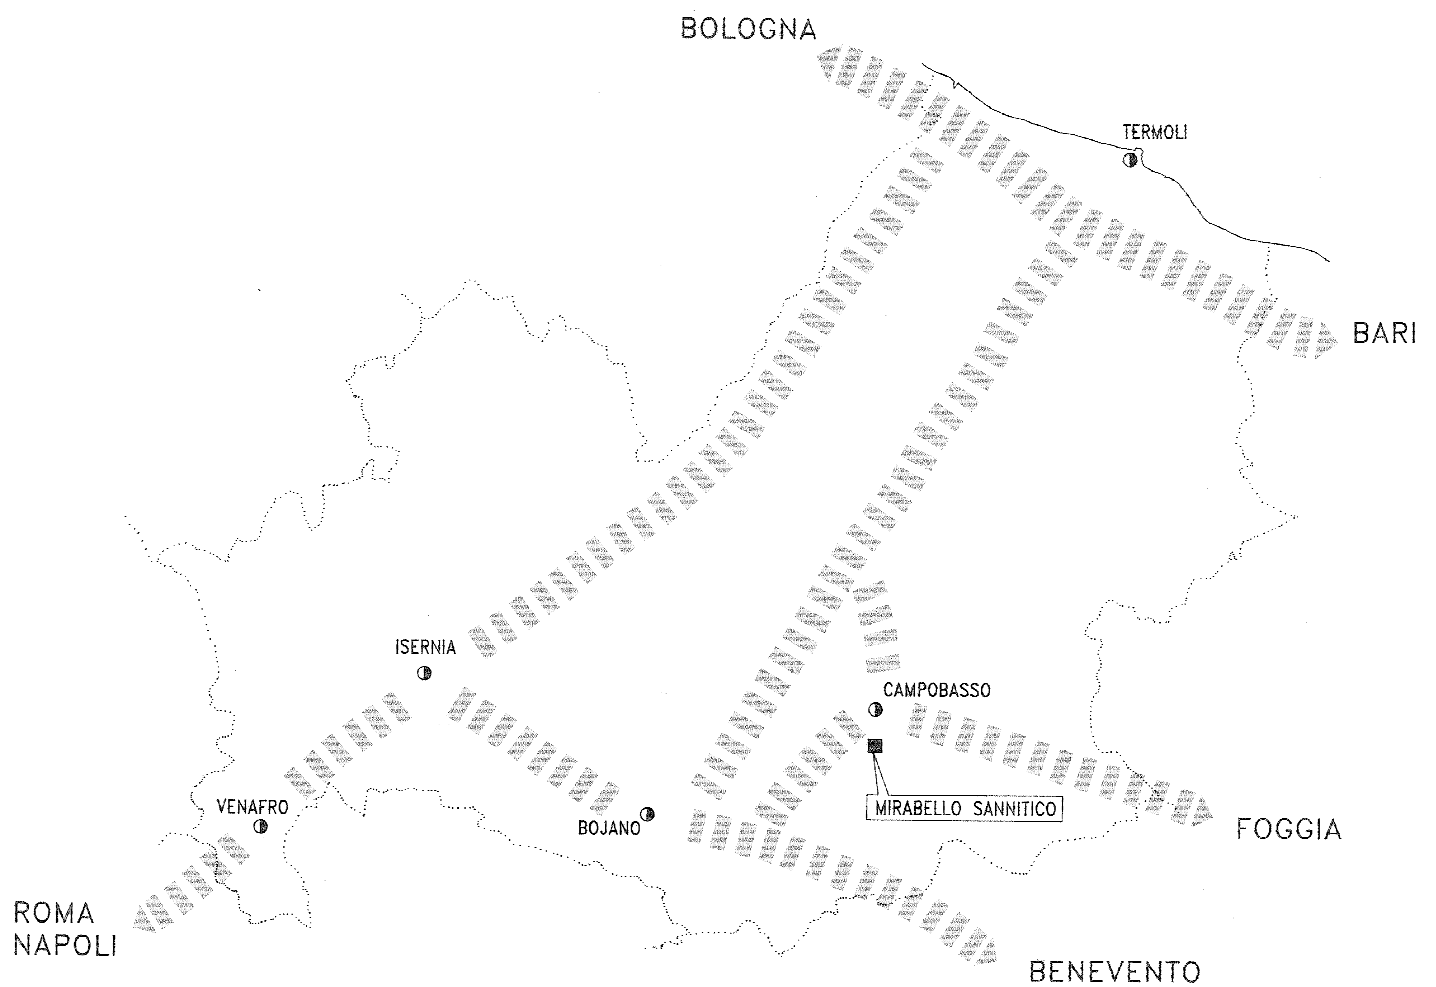 BOLOGNA
TERMOLI
BARI
ISERNIA
CAMPOBASSO
VENAFRO
BOJANO
MIRABELLO SANNITICO
FOGGIA
ROMA
NAPOLI
BENEVENTO